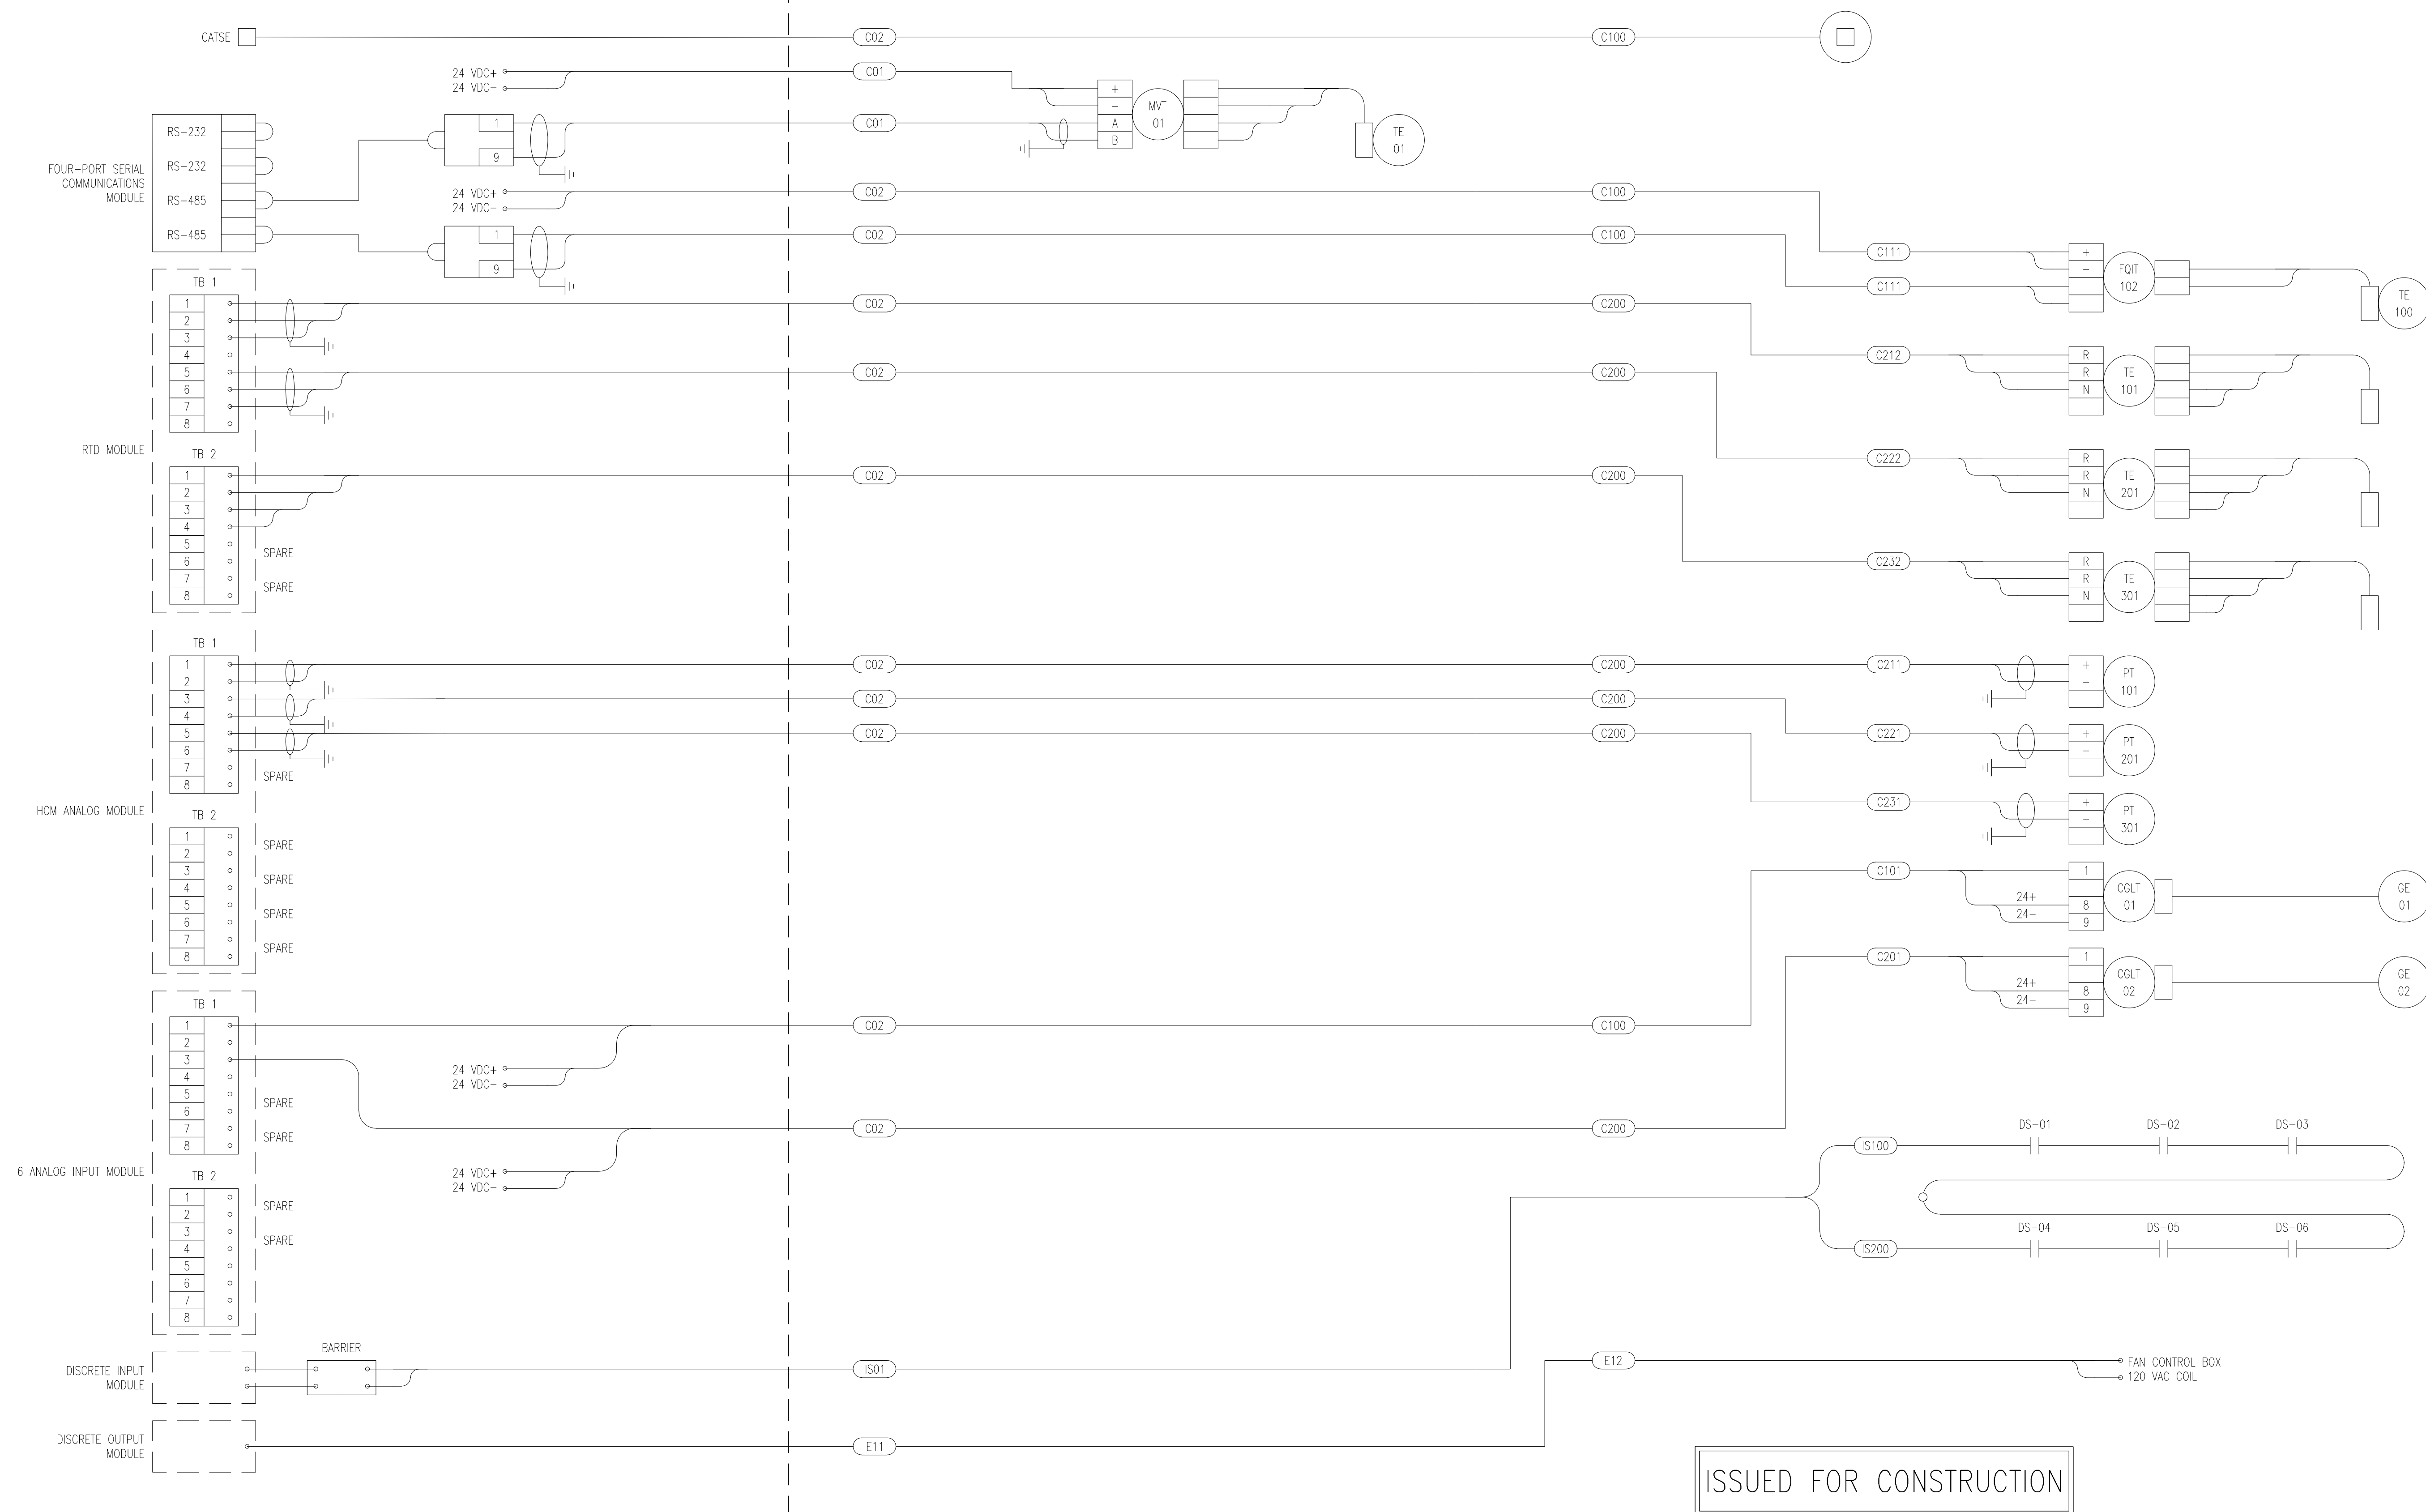 CATSE
C02
C100
24 VDC+
24 VDC-
C01
C01
+
-
A
B
MVT
01
TE
01
FOUR-PORT SERIAL
COMMUNICATIONS
MODULE
RS-232
RS-232
RS-485
RS-485
1
9
24 VDC+
24 VDC-
C02
C100
1
9
C02
C100
C111
C111
+
-
FQIT
102
TE
100
RTD MODULE
TB 1
1
2
3
4
5
6
7
8
C02
C200
C212
R
R
N
TE
101
C02
C200
C222
R
R
N
TE
201
TB 2
1
2
3
4
5
6
7
8
SPARE
SPARE
C02
C200
C232
R
R
N
TE
301
HCM ANALOG MODULE
TB 1
1
2
3
4
5
6
7
8
SPARE
C02
C200
C211
+
-
PT
101
C02
C200
C221
+
-
PT
201
C02
C200
C231
+
-
PT
301
TB 2
1
2
3
4
5
6
7
8
SPARE
SPARE
SPARE
SPARE
C101
24+
24-
1
8
9
CGLT
01
GE
01
C201
24+
24-
1
8
9
CGLT
02
GE
02
6 ANALOG INPUT MODULE
TB 1
1
2
3
4
5
6
7
8
SPARE
SPARE
24 VDC+
24 VDC-
C02
C100
24 VDC+
24 VDC-
C02
C200
TB 2
1
2
3
4
5
6
7
8
SPARE
SPARE
IS100
DS-01
DS-02
DS-03
IS200
DS-04
DS-05
DS-06
DISCRETE INPUT
MODULE
BARRIER
IS01
E12
FAN CONTROL BOX
120 VAC COIL
DISCRETE OUTPUT
MODULE
E11
ISSUED FOR CONSTRUCTION